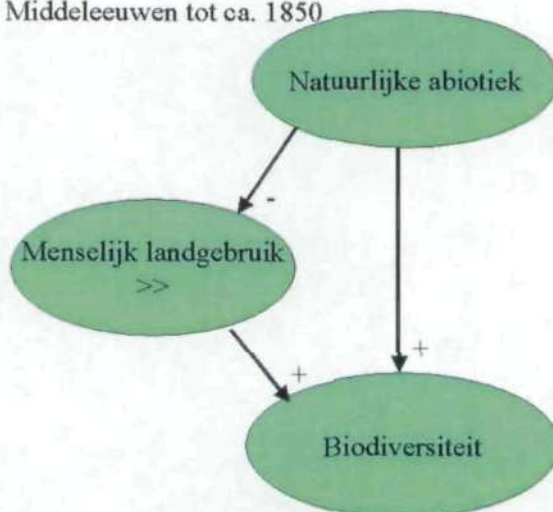 Middeleeuwen tot ca. 1850
Natuurlijke abiotiek
-
Menselijk landgebruik
>>
+
+
Biodiversiteit